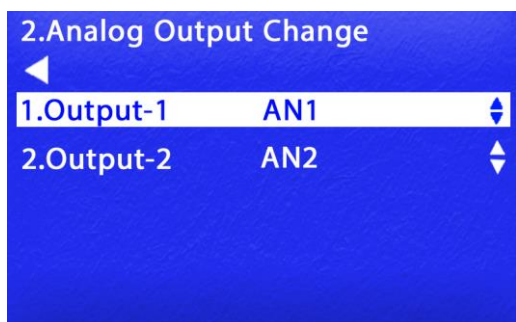 2.Analog Output Change
1.Output-1 AN1
2.Output-2 AN2